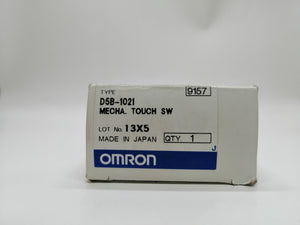 TYPE 9157
D5B-1021
MECHA. TOUCH SW
LOT No. 13X5
MADE IN JAPAN QTY. 1
J
OMRON